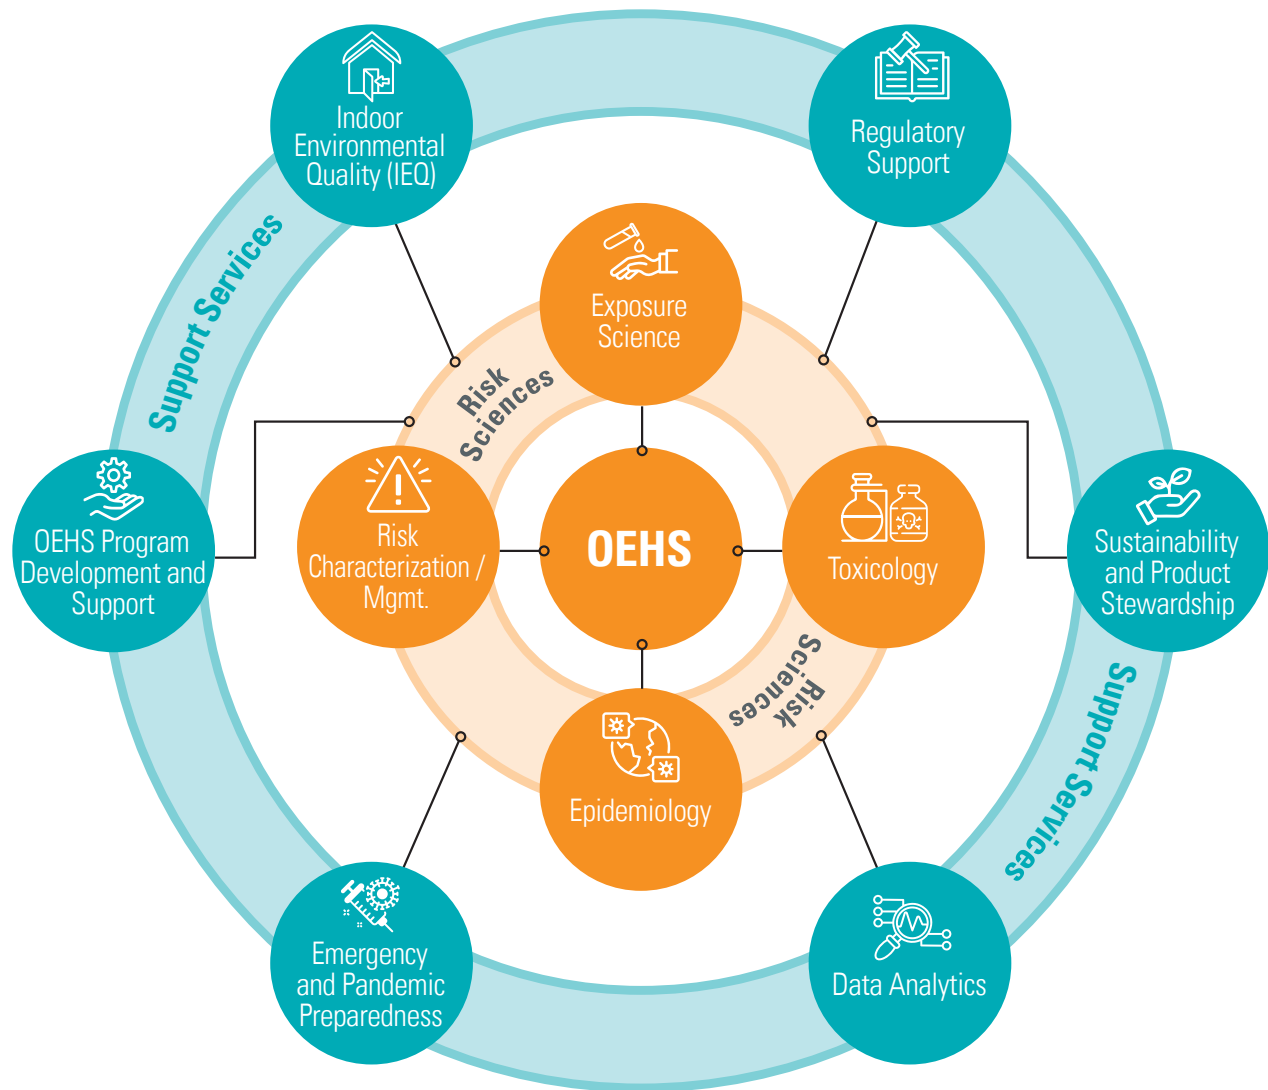 Indoor
Environmental
Quality (IEQ)
Regulatory
Support
Support Services
Exposure
Science
Risk
Sciences
OEHS Program
Development and
Support
Risk
Characterization /
Mgmt.
OEHS
Toxicology
Sustainability
and Product
Stewardship
Risk
Sciences
Support Services
Epidemiology
Emergency
and Pandemic
Preparedness
Data Analytics